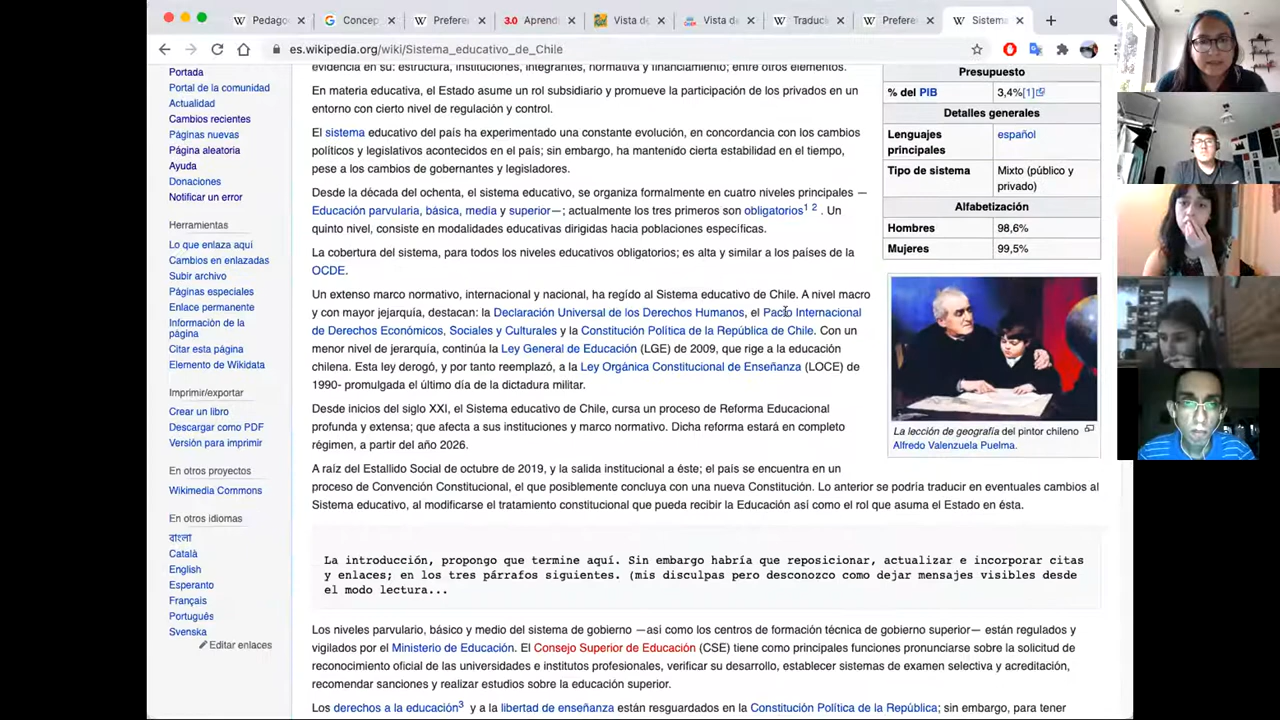 Pedago
Concep
Prefere
3.0 Aprend
Vista de
Vista de
Traducci
Prefere
Sistema
es.wikipedia.org/wiki/Sistema_educativo_de_Chile
Portada
Portal de la comunidad
Actualidad
Cambios recientes
Páginas nuevas
Página aleatoria
Ayuda
Donaciones
Notificar un error
Herramientas
Lo que enlaza aquí
Cambios en enlazadas
Subir archivo
Páginas especiales
Enlace permanente
Información de la
página
Citar esta página
Elemento de Wikidata
Imprimir/exportar
Crear un libro
Descargar como PDF
Versión para imprimir
En otros proyectos
Wikimedia Commons
En otros idiomas
বাংলা
Català
English
Esperanto
Français
Português
Svenska
Editar enlaces
evidencia en su: estructura, instituciones, integrantes, normativa y financiamiento; entre otros elementos.
En materia educativa, el Estado asume un rol subsidiario y promueve la participación de los privados en un
entorno con cierto nivel de regulación y control.
El sistema educativo del país ha experimentado una constante evolución, en concordancia con los cambios
políticos y legislativos acontecidos en el país; sin embargo, ha mantenido cierta estabilidad en el tiempo,
pese a los cambios de gobernantes y legisladores.
Desde la década del ochenta, el sistema educativo, se organiza formalmente en cuatro niveles principales —
Educación parvularia, básica, media y superior—; actualmente los tres primeros son obligatorios1 2 . Un
quinto nivel, consiste en modalidades educativas dirigidas hacia poblaciones específicas.
La cobertura del sistema, para todos los niveles educativos obligatorios; es alta y similar a los países de la
OCDE.
Un extenso marco normativo, internacional y nacional, ha regido al Sistema educativo de Chile. A nivel macro
y con mayor jejarquía, destacan: la Declaración Universal de los Derechos Humanos, el Pacto Internacional
de Derechos Económicos, Sociales y Culturales y la Constitución Política de la República de Chile. Con un
menor nivel de jerarquía, continúa la Ley General de Educación (LGE) de 2009, que rige a la educación
chilena. Esta ley derogó, y por tanto reemplazó, a la Ley Orgánica Constitucional de Enseñanza (LOCE) de
1990- promulgada el último día de la dictadura militar.
Desde inicios del siglo XXI, el Sistema educativo de Chile, cursa un proceso de Reforma Educacional
profunda y extensa; que afecta a sus instituciones y marco normativo. Dicha reforma estará en completo
régimen, a partir del año 2026.
A raíz del Estallido Social de octubre de 2019, y la salida institucional a éste; el país se encuentra en un
proceso de Convención Constitucional, el que posiblemente concluya con una nueva Constitución. Lo anterior se podría traducir en eventuales cambios al
Sistema educativo, al modificarse el tratamiento constitucional que pueda recibir la Educación así como el rol que asuma el Estado en ésta.
La introducción, propongo que termine aquí. Sin embargo habría que reposicionar, actualizar e incorporar citas
y enlaces; en los tres párrafos siguientes. (mis disculpas pero desconozco como dejar mensajes visibles desde
el modo lectura...
Los niveles parvulario, básico y medio del sistema de gobierno —así como los centros de formación técnica de gobierno superior— están regulados y
vigilados por el Ministerio de Educación. El Consejo Superior de Educación (CSE) tiene como principales funciones pronunciarse sobre la solicitud de
reconocimiento oficial de las universidades e institutos profesionales, verificar su desarrollo, establecer sistemas de examen selectiva y acreditación,
recomendar sanciones y realizar estudios sobre la educación superior.
Los derechos a la educación3 y a la libertad de enseñanza están resguardados en la Constitución Política de la República; sin embargo, para tener
Presupuesto
% del PIB 3,4%[1]
Detalles generales
Lenguajes español
principales
Tipo de sistema Mixto (público y
privado)
Alfabetización
Hombres 98,6%
Mujeres 99,5%
La lección de geografía del pintor chileno
Alfredo Valenzuela Puelma.